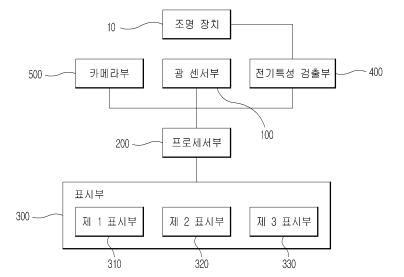 10
조명 장치
500
카메라부
광 센서부
전기특성 검출부
400
100
200
프로세서부
표시부
300
제 1 표시부
제 2 표시부
제 3 표시부
310
320
330